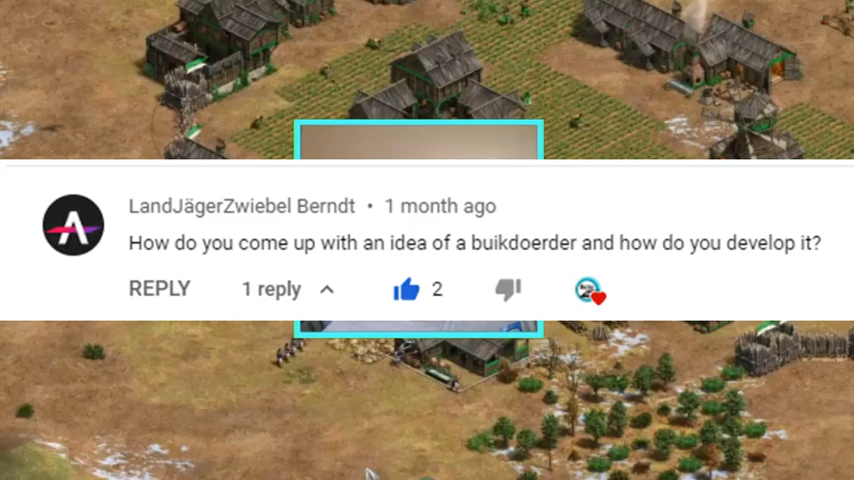 LandJägerZwiebel Berndt • 1 month ago
How do you come up with an idea of a buikdoerder and how do you develop it?
REPLY 1 reply 2